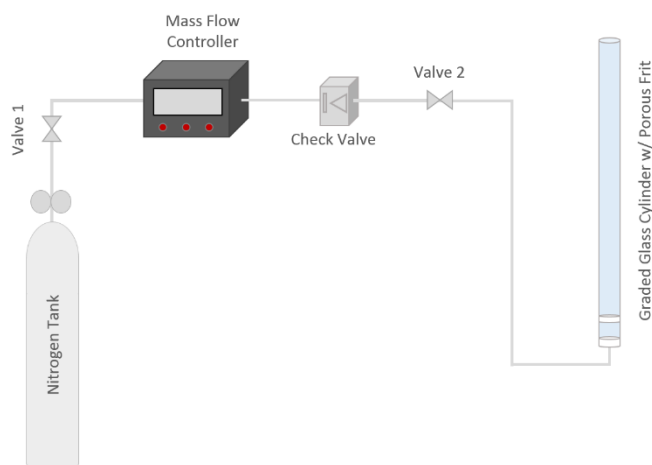 Mass Flow
Controller
Valve 2
Valve 1
Check Valve
Graded Glass Cylinder w/ Porous Frit
Nitrogen Tank